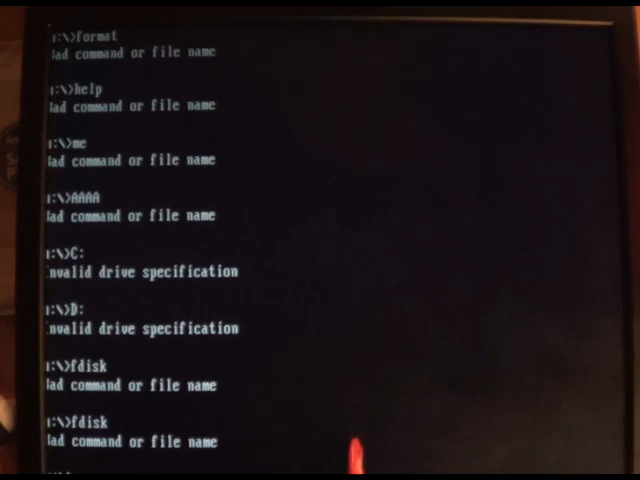 :\>format
ad command or file name
:\>help
ad command or file name
:\>me
ad command or file name
:\>AAAA
ad command or file name
:\>C:
nvalid drive specification
:\>D:
nvalid drive specification
:\>fdisk
ad command or file name
:\>fdisk
ad command or file name